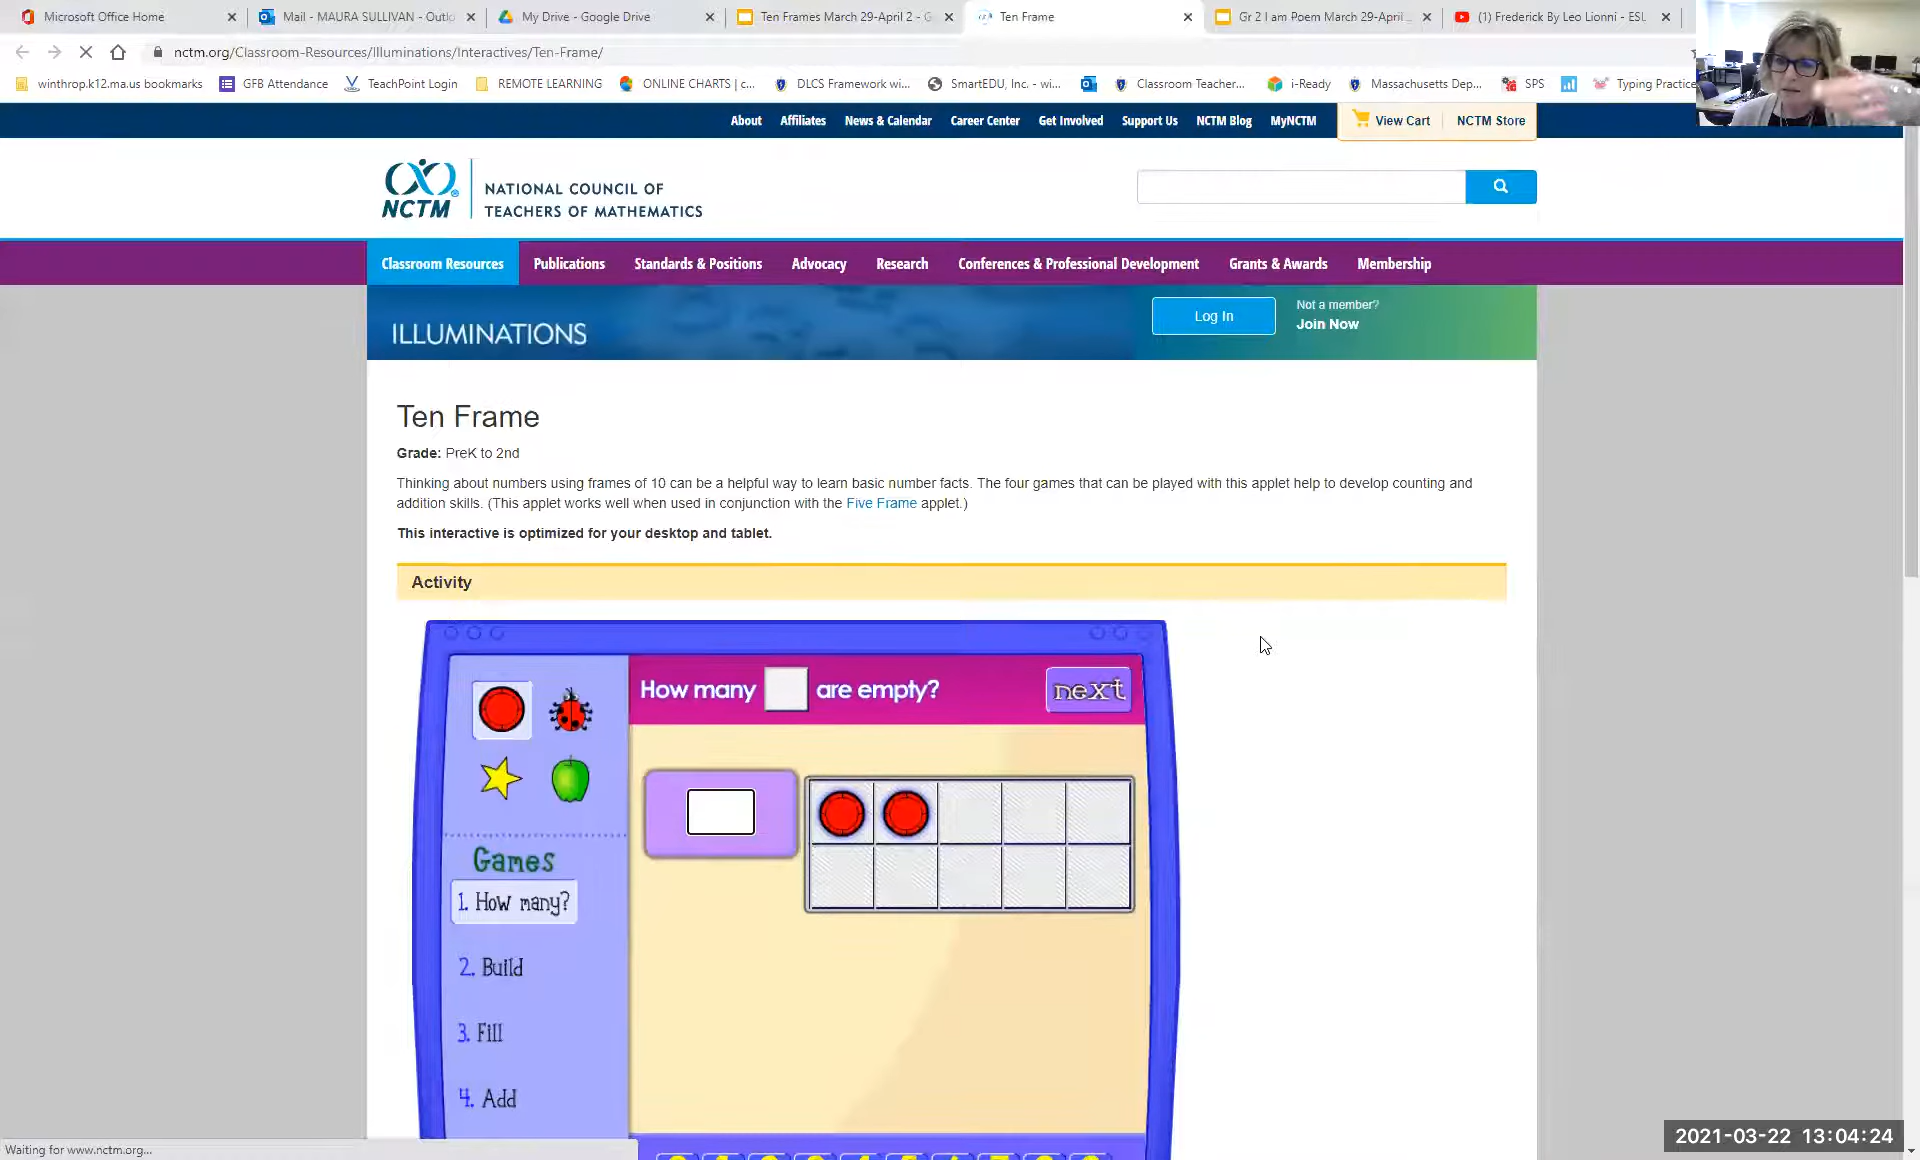 Microsoft Office Home
Mail - MAURA SULLIVAN - Outlo
My Drive - Google Drive
Ten Frames March 29-April 2 - G
Ten Frame
Gr 2 I am Poem March 29-April
(1) Frederick By Leo Lionni - ESL
nctm.org/Classroom-Resources/Illuminations/Interactives/Ten-Frame/
winthrop.k12.ma.us bookmarks
GFB Attendance
TeachPoint Login
REMOTE LEARNING
ONLINE CHARTS | c...
DLCS Framework wi...
SmartEDU, Inc. - wi...
Classroom Teacher...
i-Ready
Massachusetts Dep...
SPS
Typing Practice
About
Affiliates
News & Calendar
Career Center
Get Involved
Support Us
NCTM Blog
MyNCTM
View Cart
NCTM Store
NCTM
NATIONAL COUNCIL OF
TEACHERS OF MATHEMATICS
Classroom Resources
Publications
Standards & Positions
Advocacy
Research
Conferences & Professional Development
Grants & Awards
Membership
ILLUMINATIONS
Log In
Not a member?
Join Now
Ten Frame
Grade: PreK to 2nd
Thinking about numbers using frames of 10 can be a helpful way to learn basic number facts. The four games that can be played with this applet help to develop counting and
addition skills. (This applet works well when used in conjunction with the Five Frame applet.)
This interactive is optimized for your desktop and tablet.
Activity
How many are empty?
next
Games
1. How many?
2. Build
3. Fill
4. Add
Waiting for www.nctm.org...
2021-03-22 13:04:24